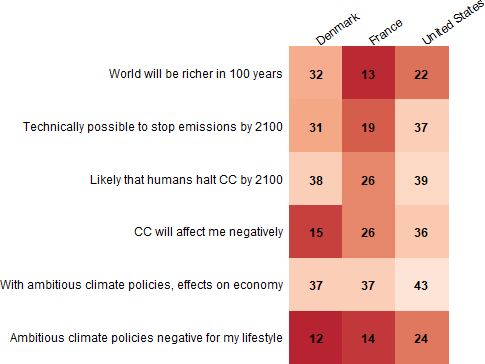 Denmark France United States
World will be richer in 100 years 32 13 22
Technically possible to stop emissions by 2100 31 19 37
Likely that humans halt CC by 2100 38 26 39
CC will affect me negatively 15 26 36
With ambitious climate policies, effects on economy 37 37 43
Ambitious climate policies negative for my lifestyle 12 14 24